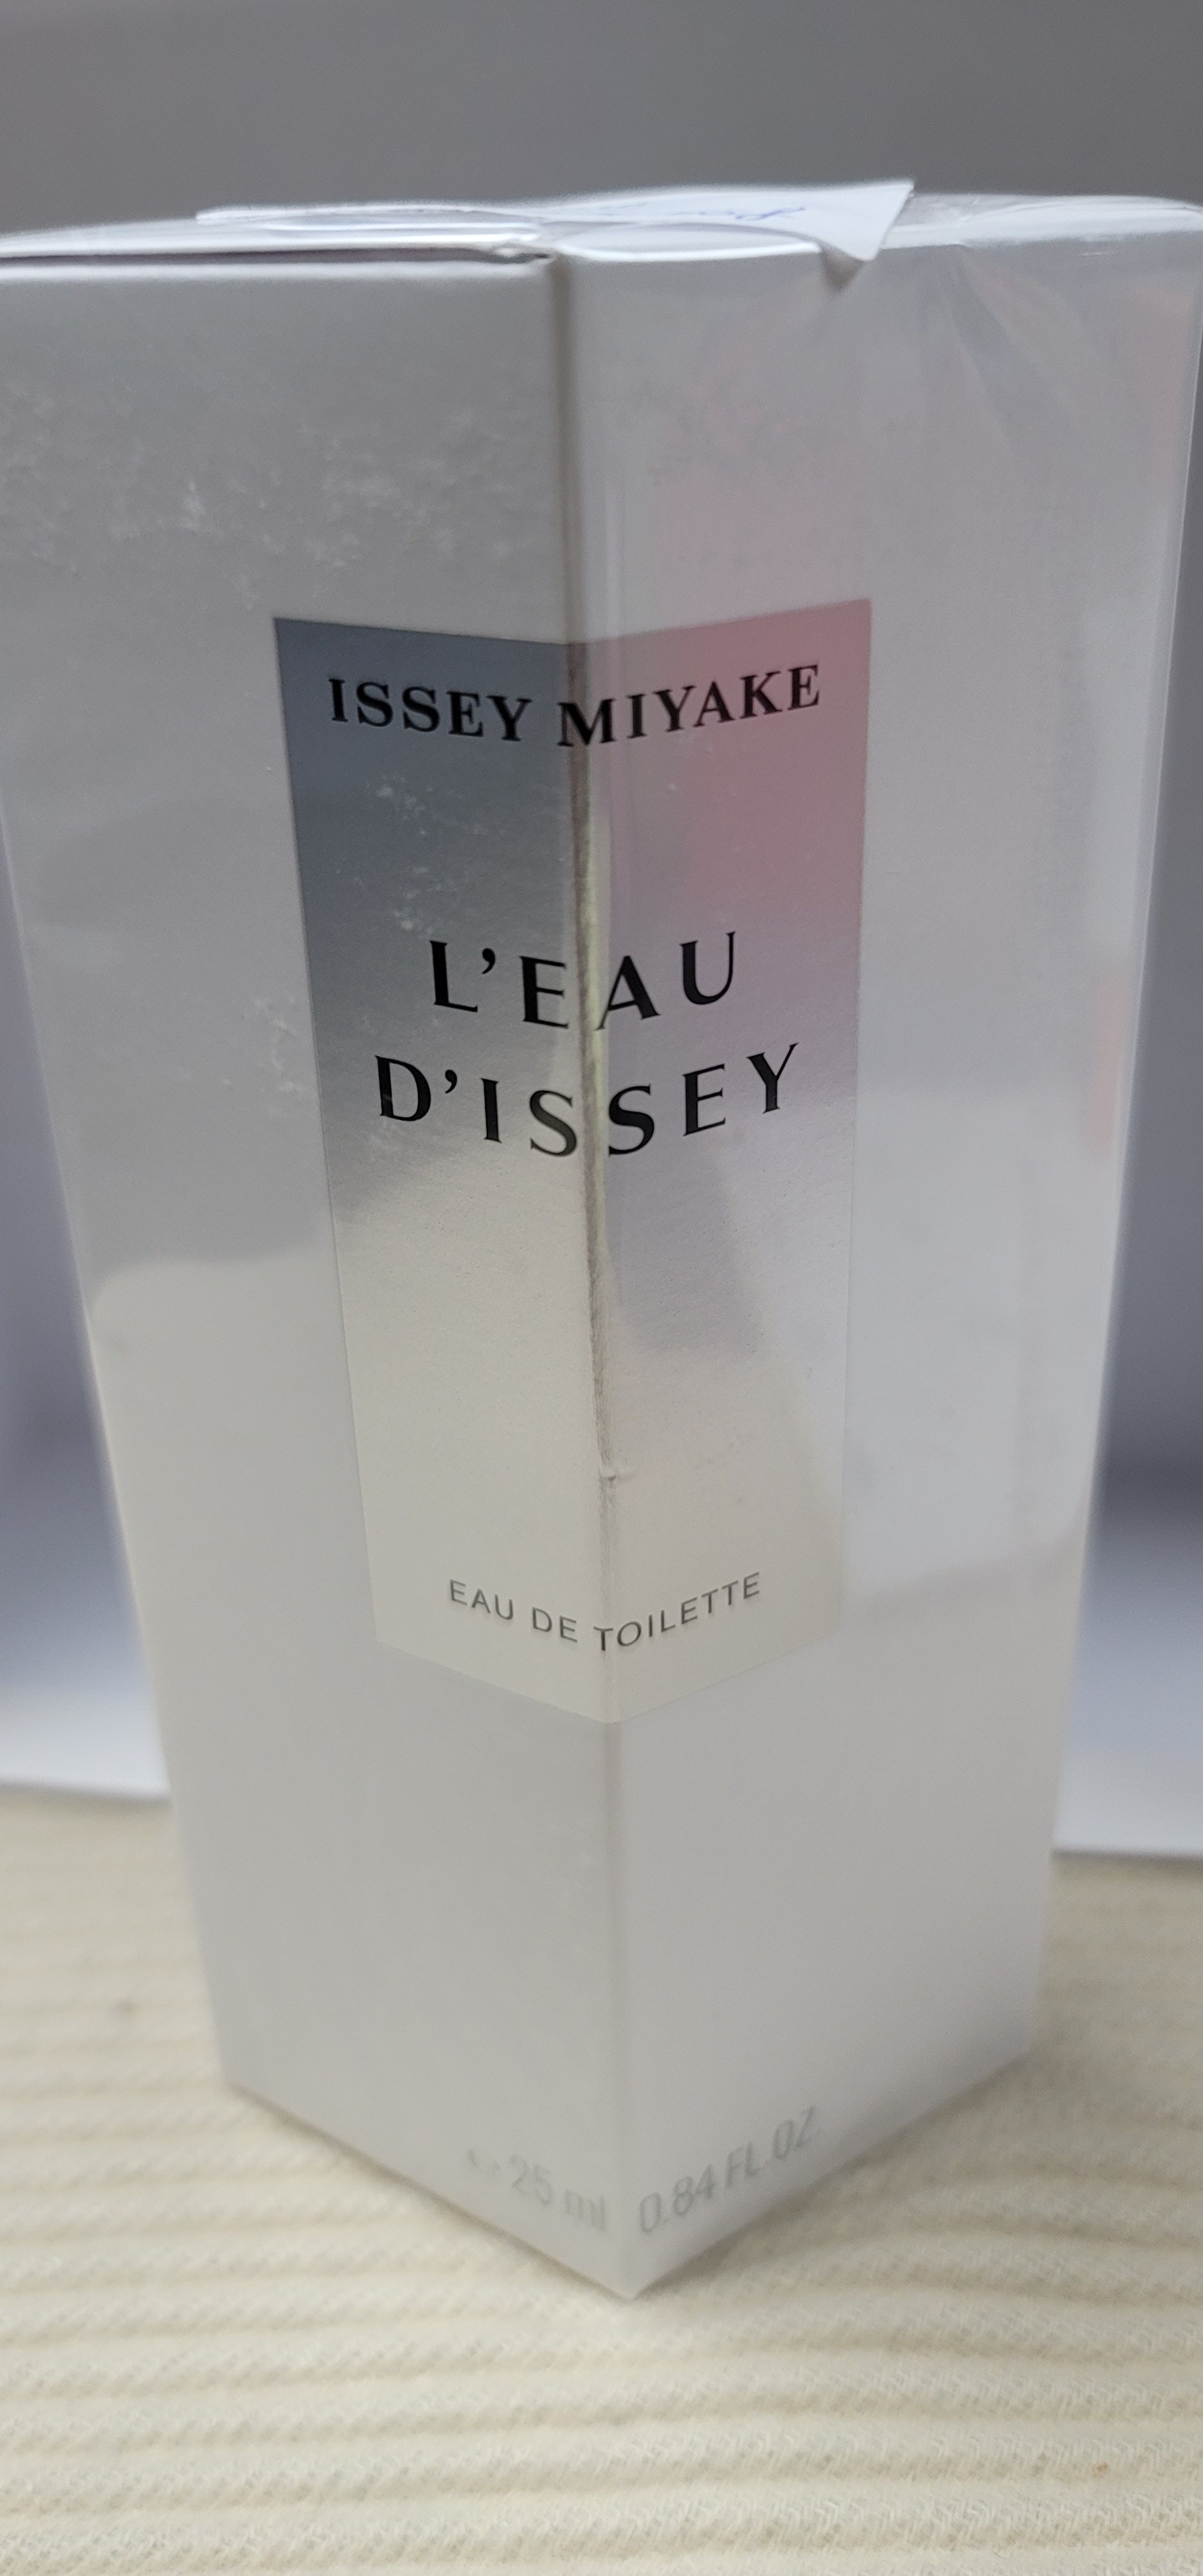 ISSEY MIYAKE
L'EAU
D'ISSEY
EAU DE TOILETTE
℮ 25 ml 0.84 FL.OZ.